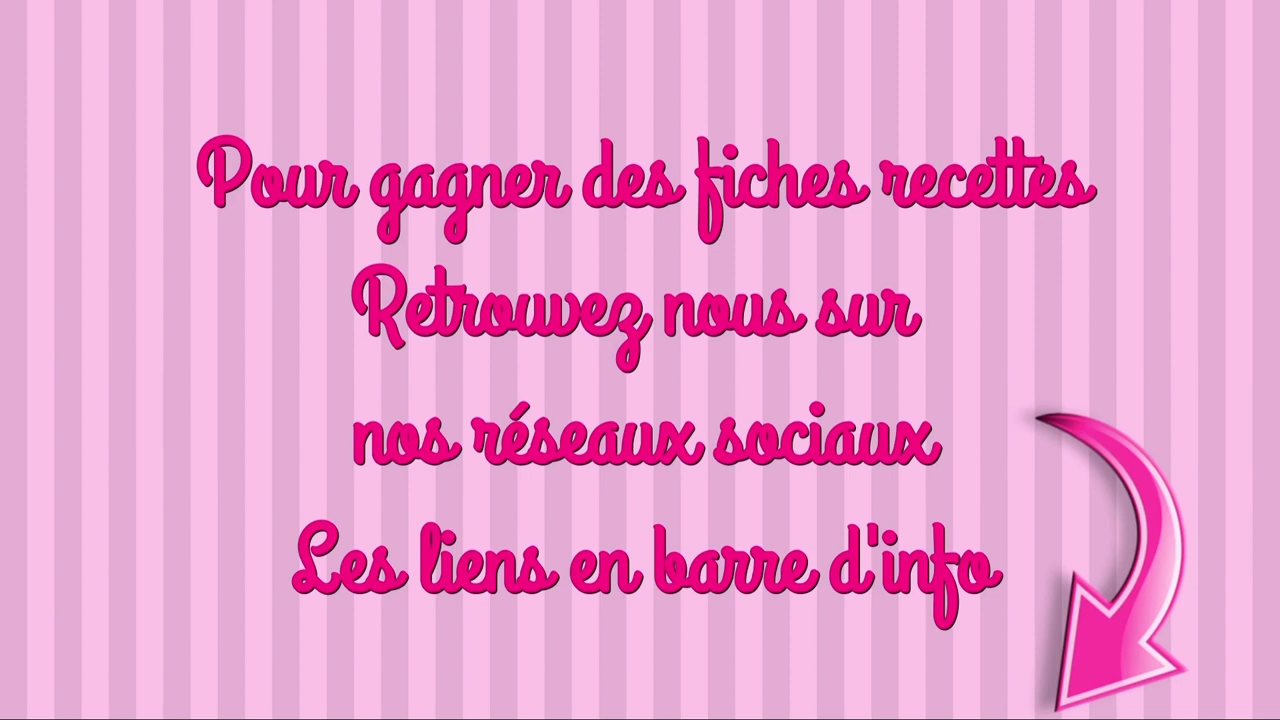 Pour gagner des fiches recettes
Retrouvez nous sur
nos réseaux sociaux
Les liens en barre d'info